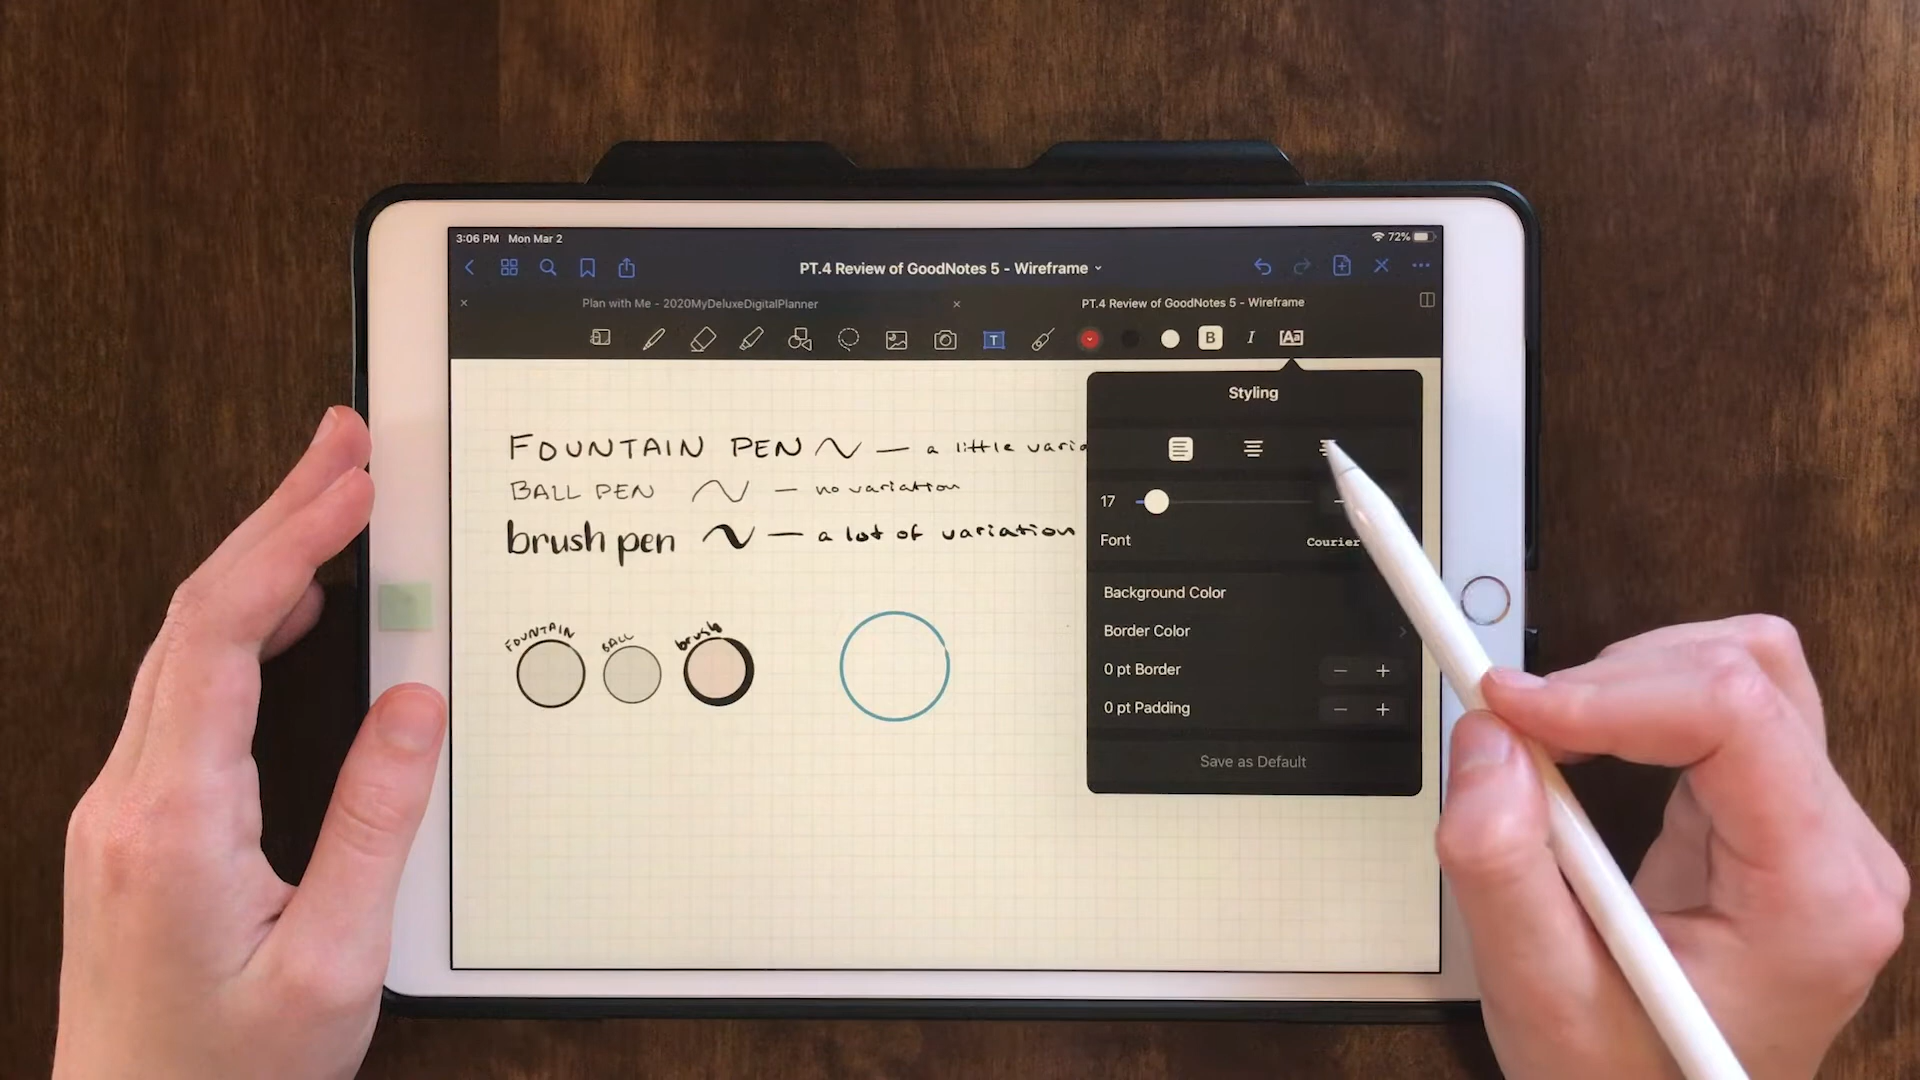 3:06 PM Mon Mar 2
72%
PT.4 Review of GoodNotes 5 - Wireframe
Plan with Me - 2020MyDeluxeDigitalPlanner
PT.4 Review of GoodNotes 5 - Wireframe
T
B I Aa
Styling
FOUNTAIN PEN — a little
BALL PEN — no variation
brush pen — a lot of variation
17
Font Courier
Background Color
Border Color
0 pt Border
0 pt Padding
Save as Default
FOUNTAIN
BALL
brush